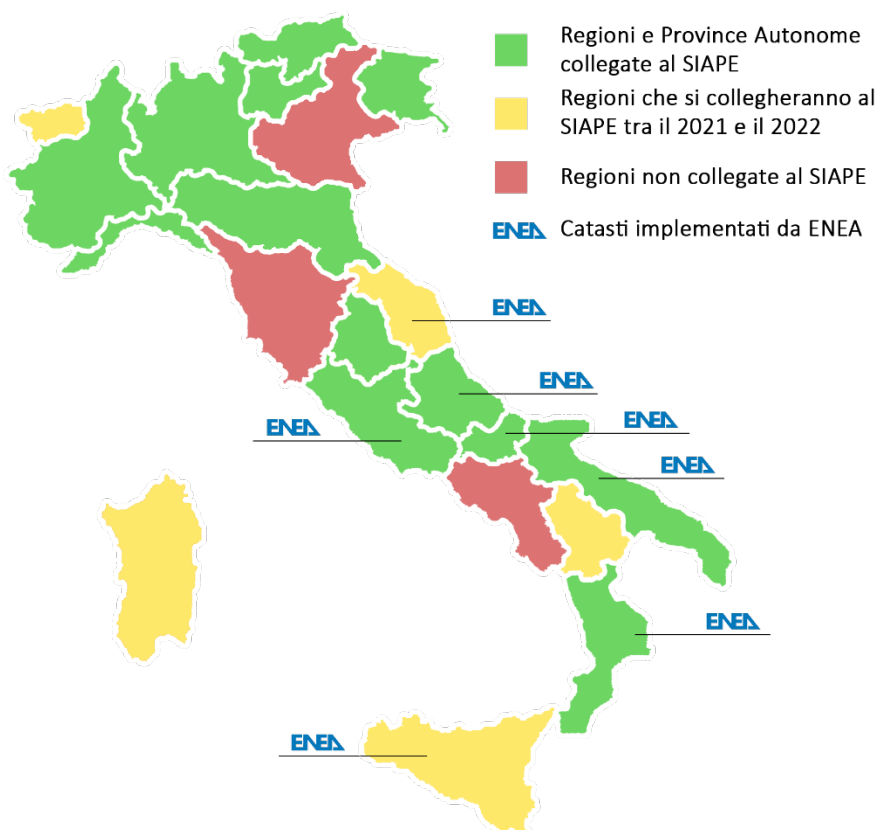 Regioni e Province Autonome
collegate al SIAPE
Regioni che si collegheranno al
SIAPE tra il 2021 e il 2022
Regioni non collegate al SIAPE
ENEA Catasti implementati da ENEA
ENEA
ENEA
ENEA
ENEA
ENEA
ENEA
ENEA